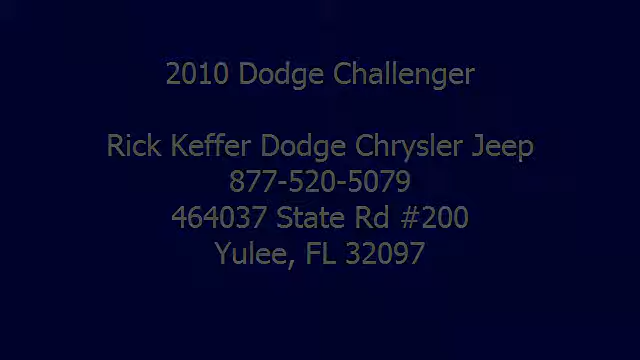 2010 Dodge Challenger
Rick Keffer Dodge Chrysler Jeep
877-520-5079
464037 State Rd #200
Yulee, FL 32097